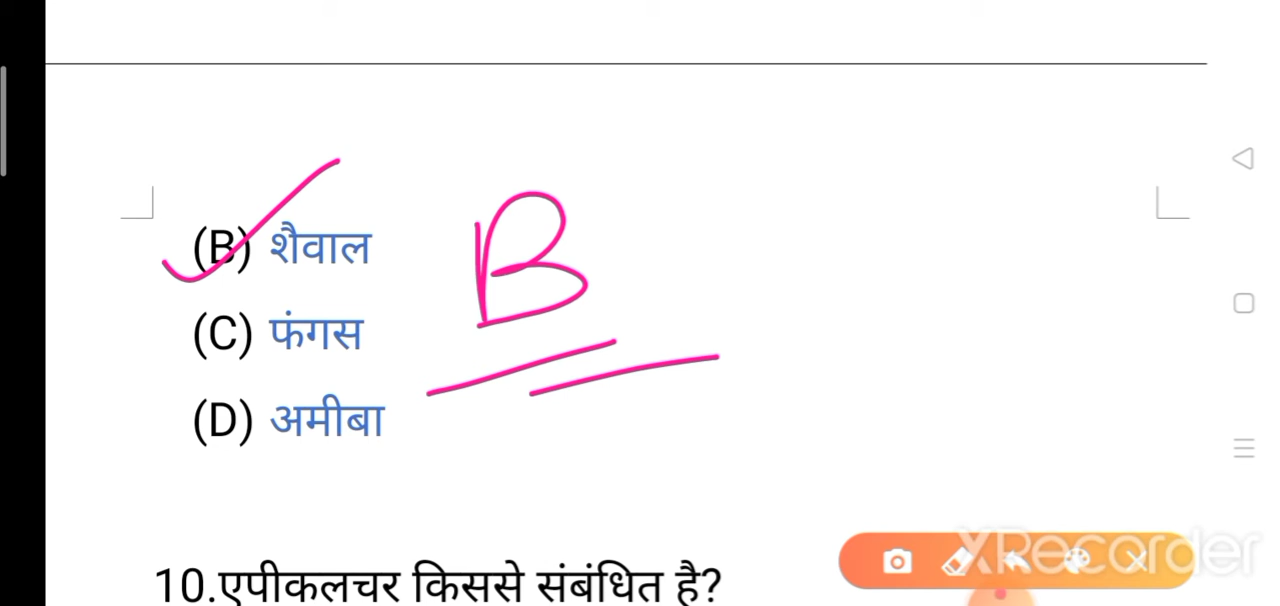 (B) शैवाल
B
(C) फंगस
(D) अमीबा
10.एपीकलचर किससे संबंधित है?
XRecorder